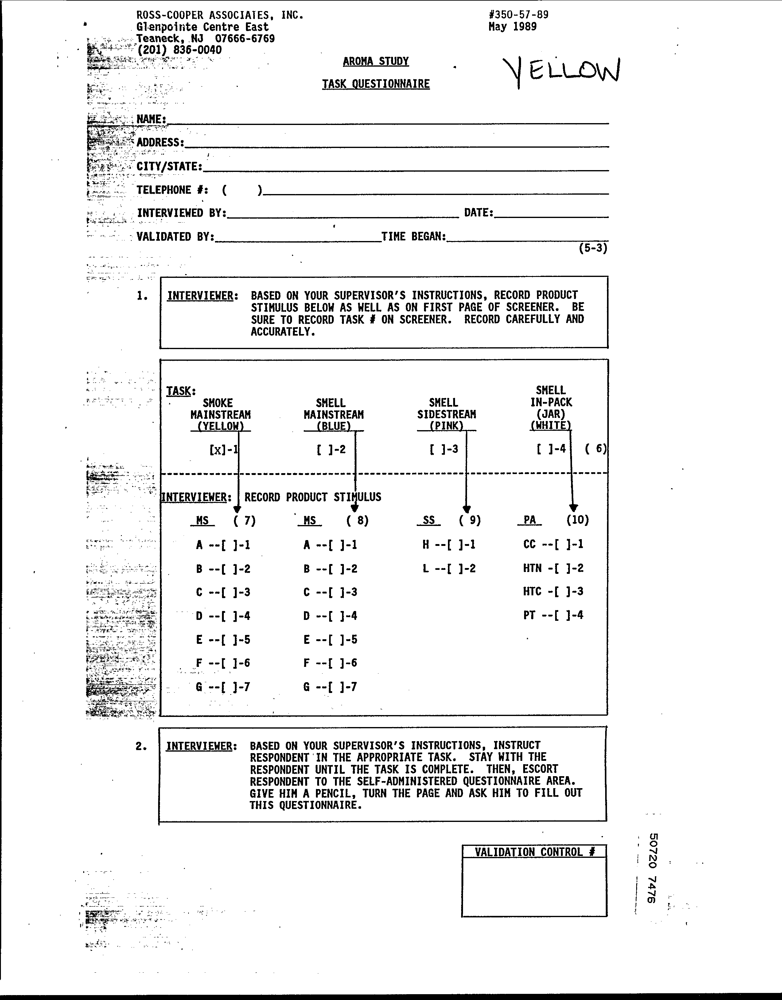 ROSS-COOPER ASSOCIATES, INC. #350-57-89
Glenpointe Centre East May 1989
Teaneck, NJ 07666-6769
(201) 836-0040
AROMA STUDY
YELLOW
TASK QUESTIONNAIRE
NAME:
ADDRESS:
CITY/STATE:
TELEPHONE #: ( )
INTERVIEWED BY: DATE:
VALIDATED BY: TIME BEGAN:
(5-3)
1. INTERVIEWER: BASED ON YOUR SUPERVISOR'S INSTRUCTIONS, RECORD PRODUCT
STIMULUS BELOW AS WELL AS ON FIRST PAGE OF SCREENER. BE
SURE TO RECORD TASK # ON SCREENER. RECORD CAREFULLY AND
ACCURATELY.
TASK: SMELL
SMOKE SMELL SMELL IN-PACK
MAINSTREAM MAINSTREAM SIDESTREAM (JAR)
(YELLOW) (BLUE) (PINK) (WHITE)
[x]-1 [ ]-2 [ ]-3 [ ]-4 ( 6)
INTERVIEWER: RECORD PRODUCT STIMULUS
MS ( 7) MS ( 8) SS ( 9) PA (10)
A --[ ]-1 A --[ ]-1 H --[ ]-1 CC --[ ]-1
B --[ ]-2 B --[ ]-2 L --[ ]-2 HTN -[ ]-2
C --[ ]-3 C --[ ]-3 HTC -[ ]-3
D --[ ]-4 D --[ ]-4 PT --[ ]-4
E --[ ]-5 E --[ ]-5
F --[ ]-6 F --[ ]-6
G --[ ]-7 G --[ ]-7
2. INTERVIEWER: BASED ON YOUR SUPERVISOR'S INSTRUCTIONS, INSTRUCT
RESPONDENT IN THE APPROPRIATE TASK. STAY WITH THE
RESPONDENT UNTIL THE TASK IS COMPLETE. THEN, ESCORT
RESPONDENT TO THE SELF-ADMINISTERED QUESTIONNAIRE AREA.
GIVE HIM A PENCIL, TURN THE PAGE AND ASK HIM TO FILL OUT
THIS QUESTIONNAIRE.
VALIDATION CONTROL #
50720 7476